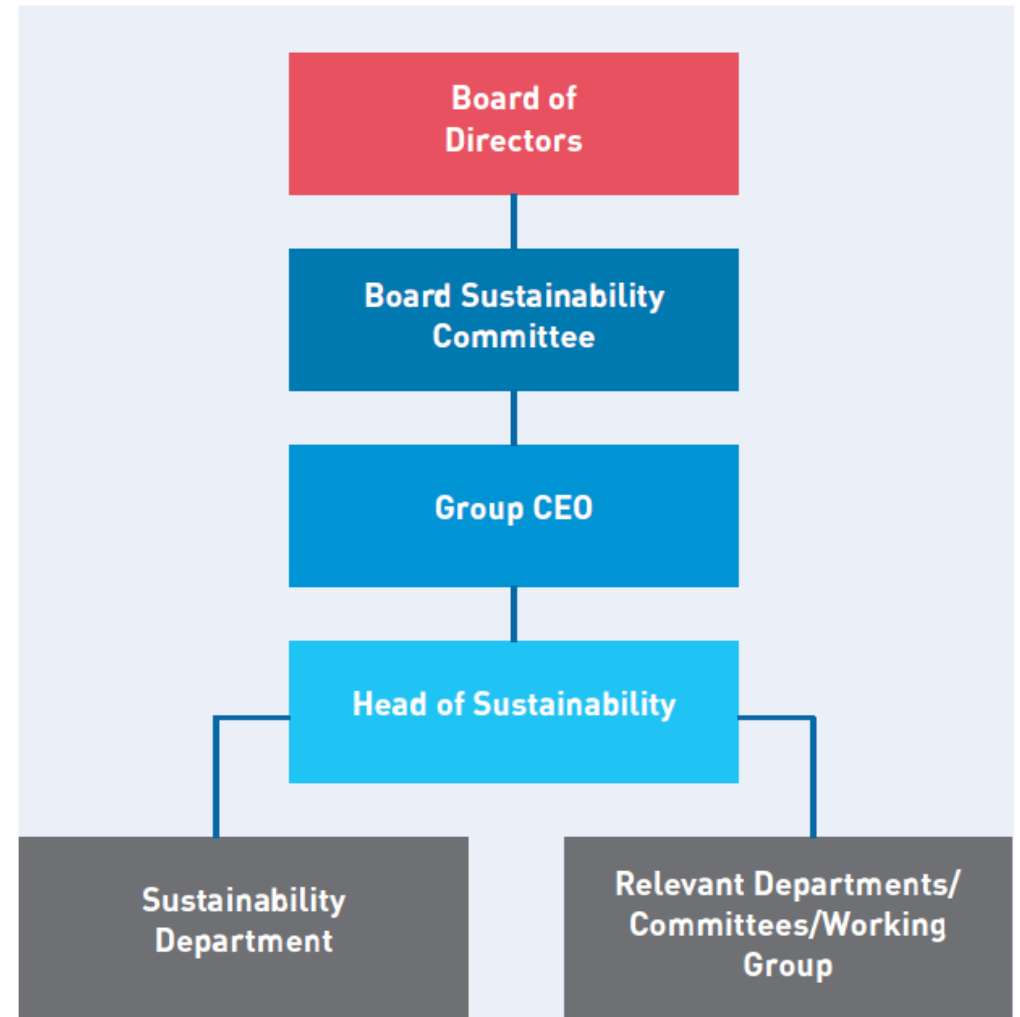 Board of
Directors
Board Sustainability
Committee
Group CEO
Head of Sustainability
Sustainability
Department
Relevant Departments/
Committees/Working
Group